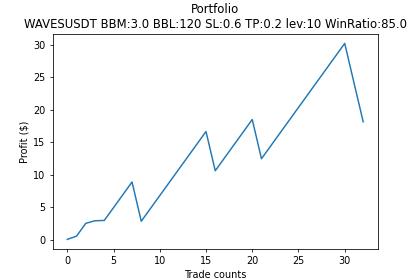 Portfolio
WAVESUSDT BBM:3.0 BBL:120 SL:0.6 TP:0.2 lev:10 WinRatio:85.0
30
25
20
15
10
5
0
Profit ($)
0 5 10 15 20 25 30
Trade counts